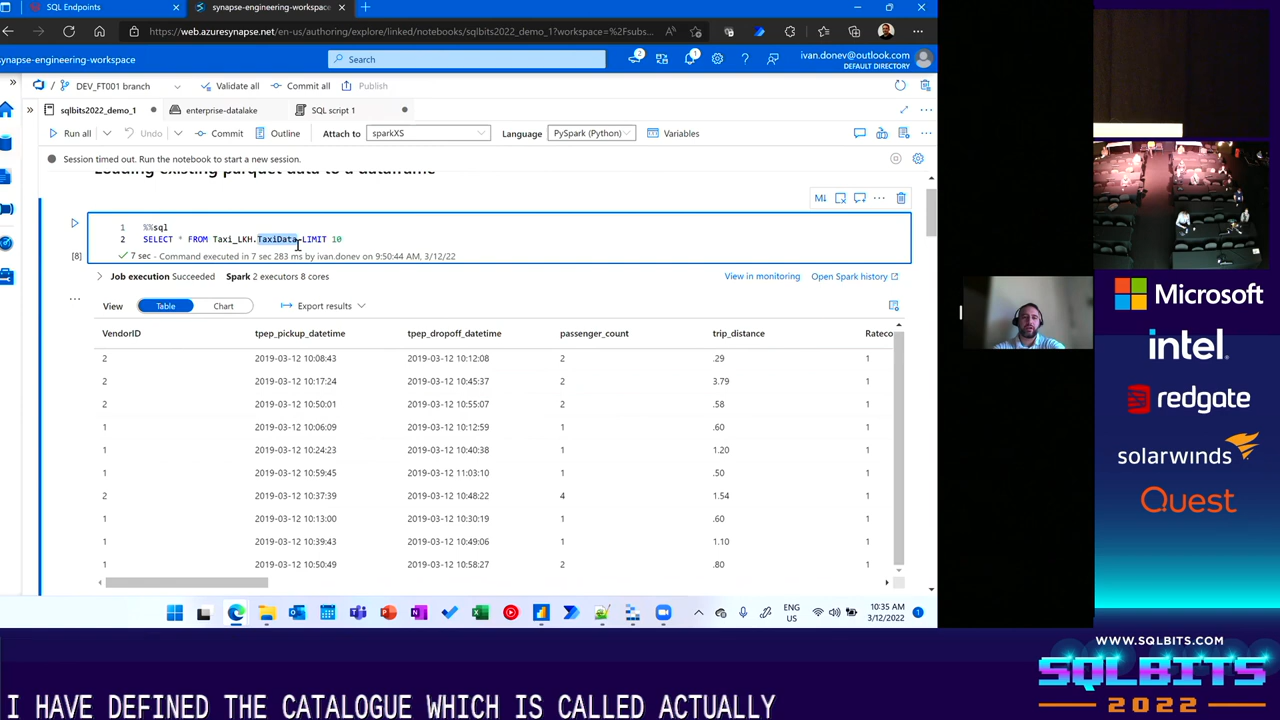 SQL Endpoints
synapse-engineering-workspace
https://web.azuresynapse.net/en-us/authoring/explore/linked/notebooks/sqlbits2022_demo_1?workspace=%2Fsubs...
synapse-engineering-workspace
Search
2
1
ivan.donev@outlook.com
DEFAULT DIRECTORY
DEV_FT001 branch
Validate all
Commit all
Publish
sqlbits2022_demo_1
enterprise-datalake
SQL script 1
Run all
Undo
Commit
Outline
Attach to
sparkXS
Language
PySpark (Python)
Variables
Session timed out. Run the notebook to start a new session.
Loading existing parquet data to a dataframe
M↓
1 %%sql
2 SELECT * FROM Taxi_LKH.TaxiData LIMIT 10
[8]
7 sec - Command executed in 7 sec 283 ms by ivan.donev on 9:50:44 AM, 3/12/22
Job execution Succeeded Spark 2 executors 8 cores
View in monitoring
Open Spark history
View
Table
Chart
Export results
VendorID tpep_pickup_datetime tpep_dropoff_datetime passenger_count trip_distance Rateco
2 2019-03-12 10:08:43 2019-03-12 10:12:08 2 .29 1
2 2019-03-12 10:17:24 2019-03-12 10:45:37 2 3.79 1
2 2019-03-12 10:50:01 2019-03-12 10:55:07 2 .58 1
1 2019-03-12 10:06:09 2019-03-12 10:12:59 1 .60 1
1 2019-03-12 10:24:23 2019-03-12 10:40:38 1 1.20 1
1 2019-03-12 10:59:45 2019-03-12 11:03:10 1 .50 1
2 2019-03-12 10:37:39 2019-03-12 10:48:22 4 1.54 1
1 2019-03-12 10:13:00 2019-03-12 10:30:19 1 .60 1
1 2019-03-12 10:39:43 2019-03-12 10:49:06 1 1.10 1
1 2019-03-12 10:50:49 2019-03-12 10:58:27 2 .80 1
ENG
US
10:35 AM
3/12/2022
1
Microsoft
intel.
redgate
solarwinds
Quest
WWW.SQLBITS.COM
SQLBITS
2022
I HAVE DEFINED THE CATALOGUE WHICH IS CALLED ACTUALLY